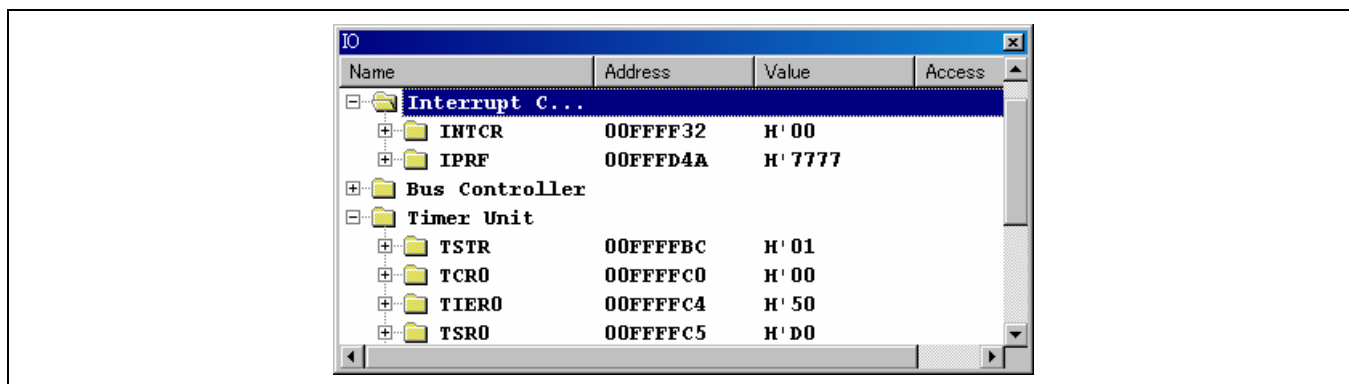 IO
Name Address Value Access
Interrupt C...
INTCR 00FFFF32 H'00
IPRF 00FFFD4A H'7777
Bus Controller
Timer Unit
TSTR 00FFFFBC H'01
TCR0 00FFFFC0 H'00
TIER0 00FFFFC4 H'50
TSR0 00FFFFC5 H'D0